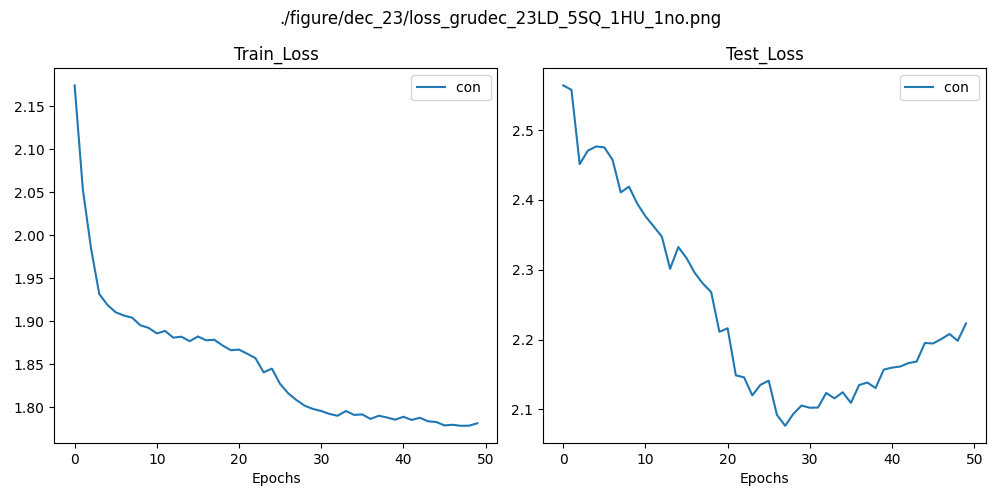 ./figure/dec_23/loss_grudec_23LD_5SQ_1HU_1no.png
Train_Loss
con
2.15
2.10
2.05
2.00
1.95
1.90
1.85
1.80
0 10 20 30 40 50
Epochs
Test_Loss
con
2.5
2.4
2.3
2.2
2.1
0 10 20 30 40 50
Epochs